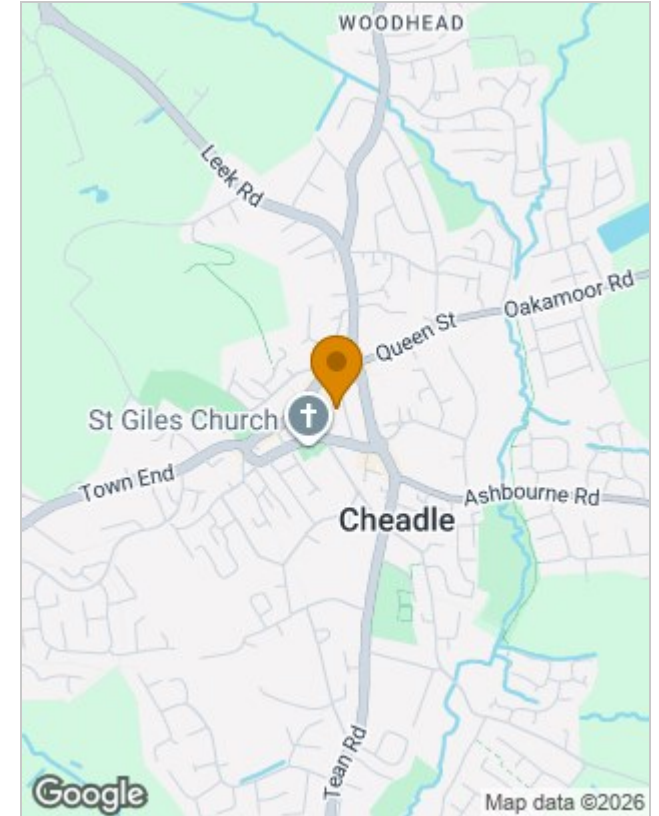 WOODHEAD
Leek Rd
Oakamoor Rd
Queen St
St Giles Church
Town End
Ashbourne Rd
Cheadle
Tean Rd
Google
Map data ©2026